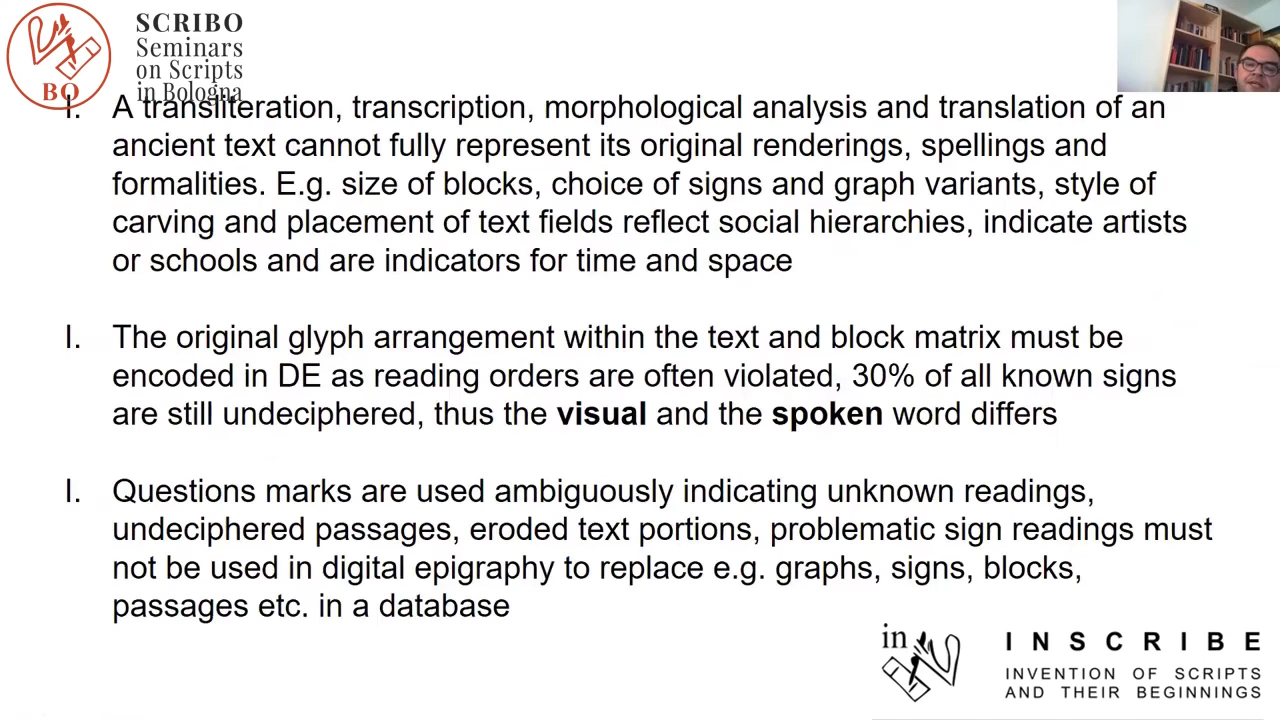 SCRIBO
Seminars
on Scripts
in Bologna
BO
I. A transliteration, transcription, morphological analysis and translation of an
ancient text cannot fully represent its original renderings, spellings and
formalities. E.g. size of blocks, choice of signs and graph variants, style of
carving and placement of text fields reflect social hierarchies, indicate artists
or schools and are indicators for time and space
I. The original glyph arrangement within the text and block matrix must be
encoded in DE as reading orders are often violated, 30% of all known signs
are still undeciphered, thus the visual and the spoken word differs
I. Questions marks are used ambiguously indicating unknown readings,
undeciphered passages, eroded text portions, problematic sign readings must
not be used in digital epigraphy to replace e.g. graphs, signs, blocks,
passages etc. in a database
in
INSCRIBE
INVENTION OF SCRIPTS
AND THEIR BEGINNINGS